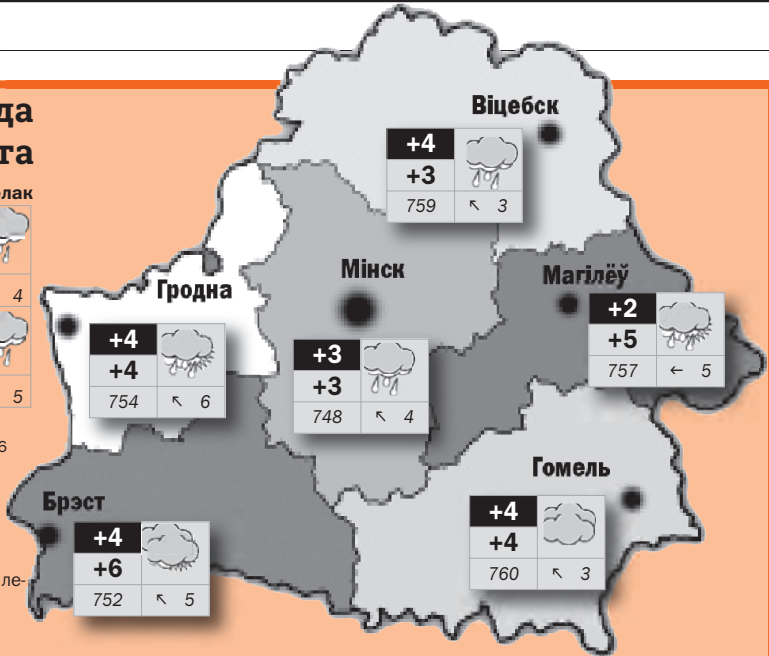 да
та
лак
4
5
6
ле-
Віцебск
+4
+3
759 ↖ 3
Мінск
+3
+3
748 ↖ 4
Магілёў
+2
+5
757 ← 5
Гродна
+4
+4
754 ↖ 6
Гомель
+4
+4
760 ↖ 3
Брэст
+4
+6
752 ↖ 5